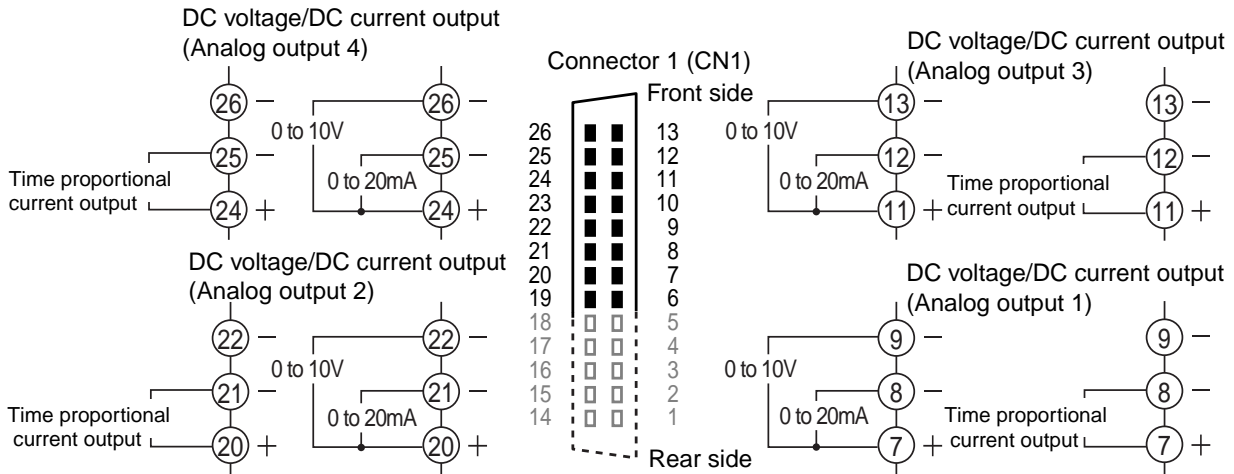 DC voltage/DC current output
(Analog output 4)
26 −
25 −
24 +
Time proportional
current output
26 −
25 −
24 +
0 to 10V
0 to 20mA
DC voltage/DC current output
(Analog output 2)
22 −
21 −
20 +
Time proportional
current output
22 −
21 −
20 +
0 to 10V
0 to 20mA
Connector 1 (CN1)
Front side
26 13
25 12
24 11
23 10
22 9
21 8
20 7
19 6
18 5
17 4
16 3
15 2
14 1
Rear side
DC voltage/DC current output
(Analog output 3)
13 −
12 −
11 +
0 to 10V
0 to 20mA
13 −
12 −
11 +
Time proportional
current output
DC voltage/DC current output
(Analog output 1)
9 −
8 −
7 +
0 to 10V
0 to 20mA
9 −
8 −
7 +
Time proportional
current output